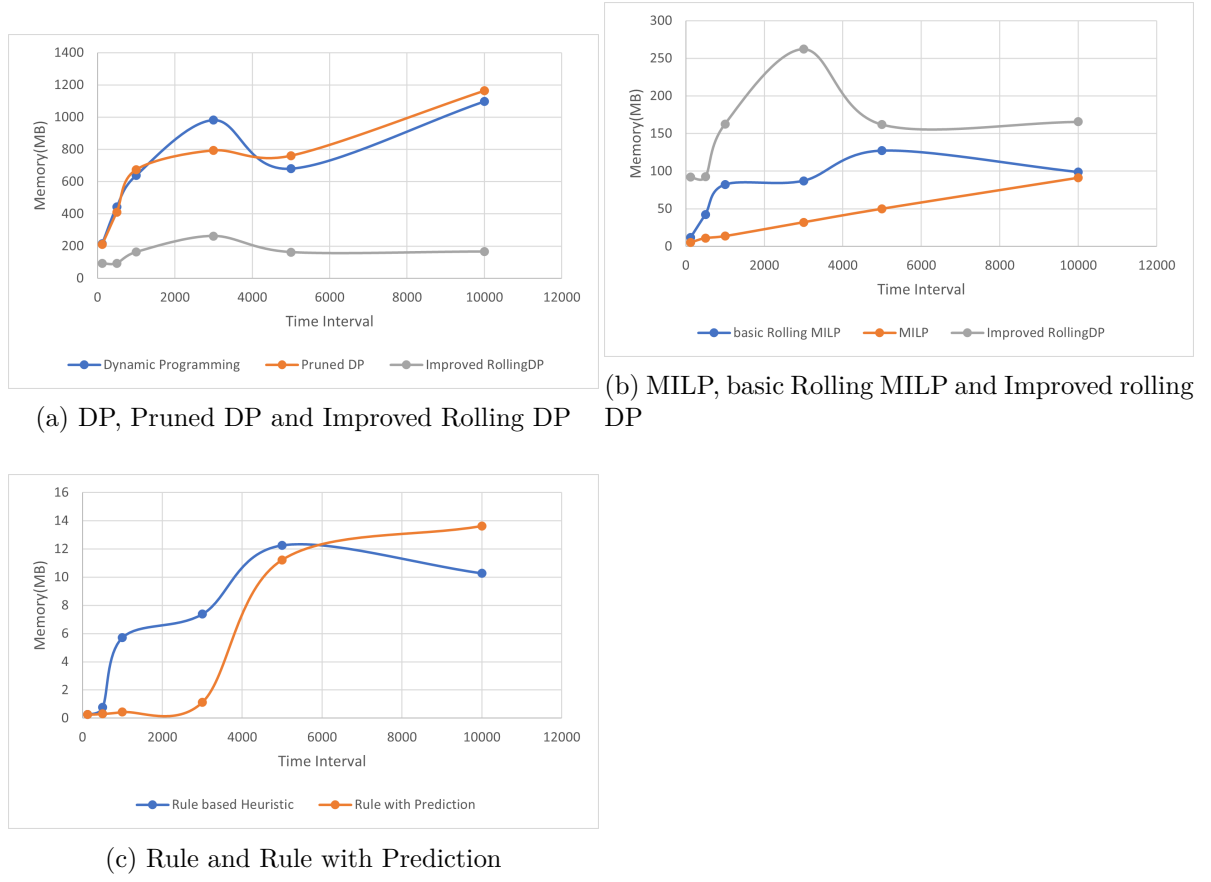 1400
1200
1000
800
600
400
200
0
Memory(MB)
0 2000 4000 6000 8000 10000 12000
Time Interval
Dynamic Programming Pruned DP Improved RollingDP
(a) DP, Pruned DP and Improved Rolling DP
300
250
200
150
100
50
0
Memory(MB)
0 2000 4000 6000 8000 10000 12000
Time Interval
basic Rolling MILP MILP Improved RollingDP
(b) MILP, basic Rolling MILP and Improved rolling
DP
16
14
12
10
8
6
4
2
0
Memory(MB)
0 2000 4000 6000 8000 10000 12000
Time Interval
Rule based Heuristic Rule with Prediction
(c) Rule and Rule with Prediction